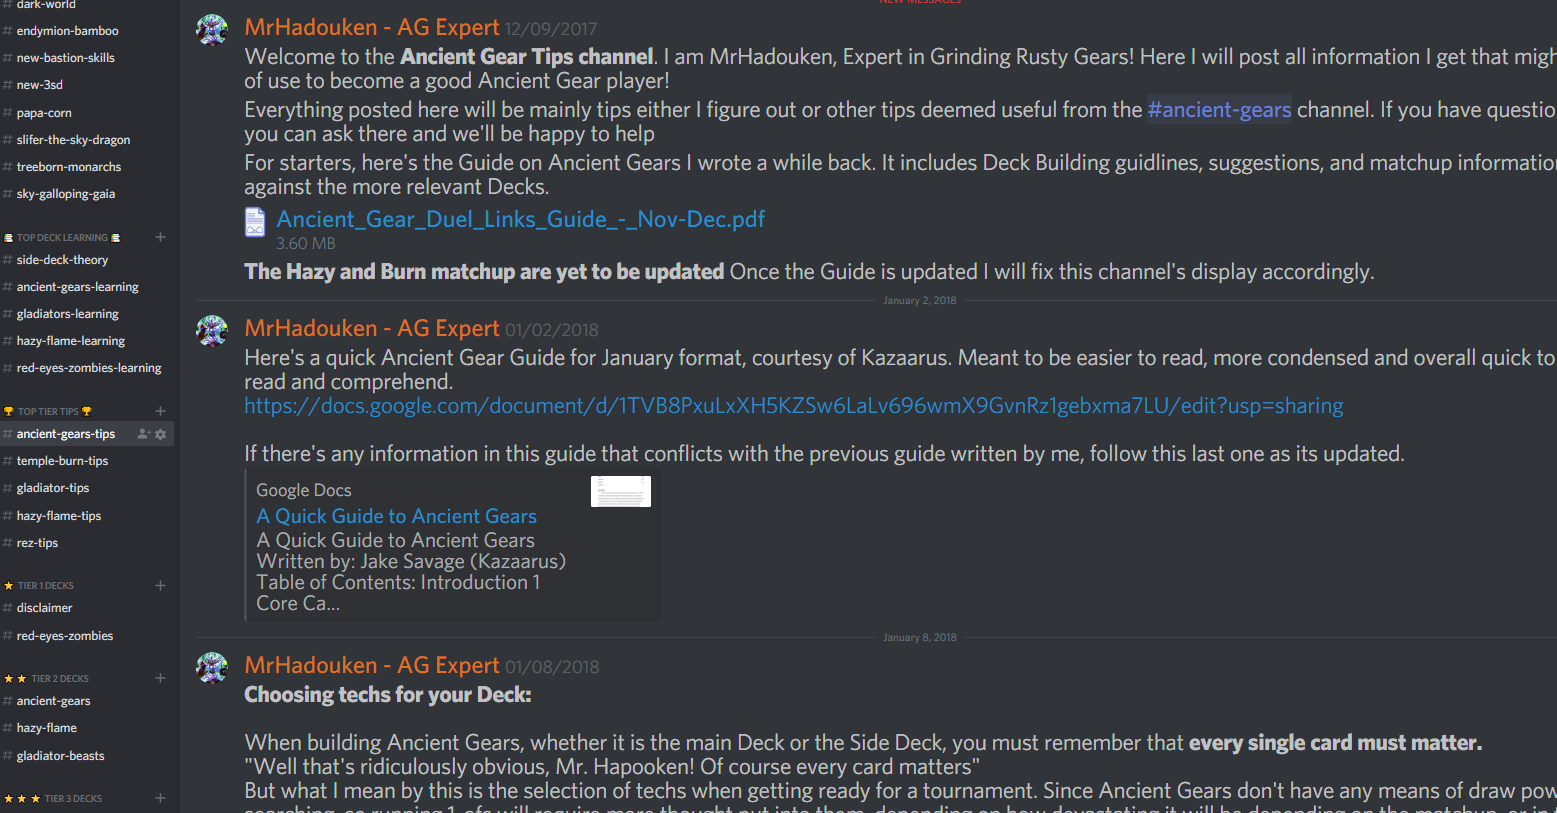 dark-world
endymion-bamboo
new-bastion-skills
new-3sd
papa-corn
slifer-the-sky-dragon
treeborn-monarchs
sky-galloping-gaia
TOP DECK LEARNING
side-deck-theory
ancient-gears-learning
gladiators-learning
hazy-flame-learning
red-eyes-zombies-learning
TOP TIER TIPS
ancient-gears-tips
temple-burn-tips
gladiator-tips
hazy-flame-tips
rez-tips
TIER 1 DECKS
disclaimer
red-eyes-zombies
TIER 2 DECKS
ancient-gears
hazy-flame
gladiator-beasts
TIER 3 DECKS
NEW MESSAGES
MrHadouken - AG Expert 12/09/2017
Welcome to the Ancient Gear Tips channel. I am MrHadouken, Expert in Grinding Rusty Gears! Here I will post all information I get that migh
of use to become a good Ancient Gear player!
Everything posted here will be mainly tips either I figure out or other tips deemed useful from the #ancient-gears channel. If you have questio
you can ask there and we'll be happy to help
For starters, here's the Guide on Ancient Gears I wrote a while back. It includes Deck Building guidlines, suggestions, and matchup informatio
against the more relevant Decks.
Ancient_Gear_Duel_Links_Guide_-_Nov-Dec.pdf
3.60 MB
The Hazy and Burn matchup are yet to be updated Once the Guide is updated I will fix this channel's display accordingly.
January 2, 2018
MrHadouken - AG Expert 01/02/2018
Here's a quick Ancient Gear Guide for January format, courtesy of Kazaarus. Meant to be easier to read, more condensed and overall quick to
read and comprehend.
https://docs.google.com/document/d/1TVB8PxuLxXH5KZSw6LaLv696wmX9GvnRz1gebxma7LU/edit?usp=sharing
If there's any information in this guide that conflicts with the previous guide written by me, follow this last one as its updated.
Google Docs
A Quick Guide to Ancient Gears
A Quick Guide to Ancient Gears
Written by: Jake Savage (Kazaarus)
Table of Contents: Introduction 1
Core Ca...
January 8, 2018
MrHadouken - AG Expert 01/08/2018
Choosing techs for your Deck:
When building Ancient Gears, whether it is the main Deck or the Side Deck, you must remember that every single card must matter.
"Well that's ridiculously obvious, Mr. Hapooken! Of course every card matters"
But what I mean by this is the selection of techs when getting ready for a tournament. Since Ancient Gears don't have any means of draw pow